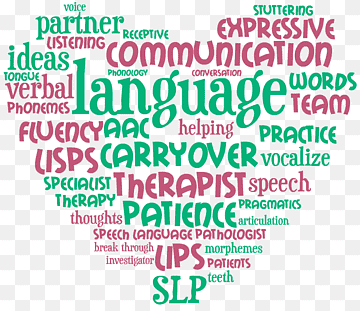 voice
STUTTERING
partner
RECEPTIVE
EXPRESSIVE
LISTENING
COMMUNICATION
ideas
TONGUE
PHONOLOGY
CONVERSATION
WORDS
verbal
language
TEAM
PHONEMES
FLUENCY
AAC
helping
PRACTICE
LISPS
CARRYOVER
vocalize
SPECIALIST
THERAPIST
speech
THERAPY
PRAGMATICS
thoughts
PATIENCE
articulation
SPEECH LANGUAGE PATHOLOGIST
break through
LIPS
morphemes
investigator
PATIENTS
teeth
SLP